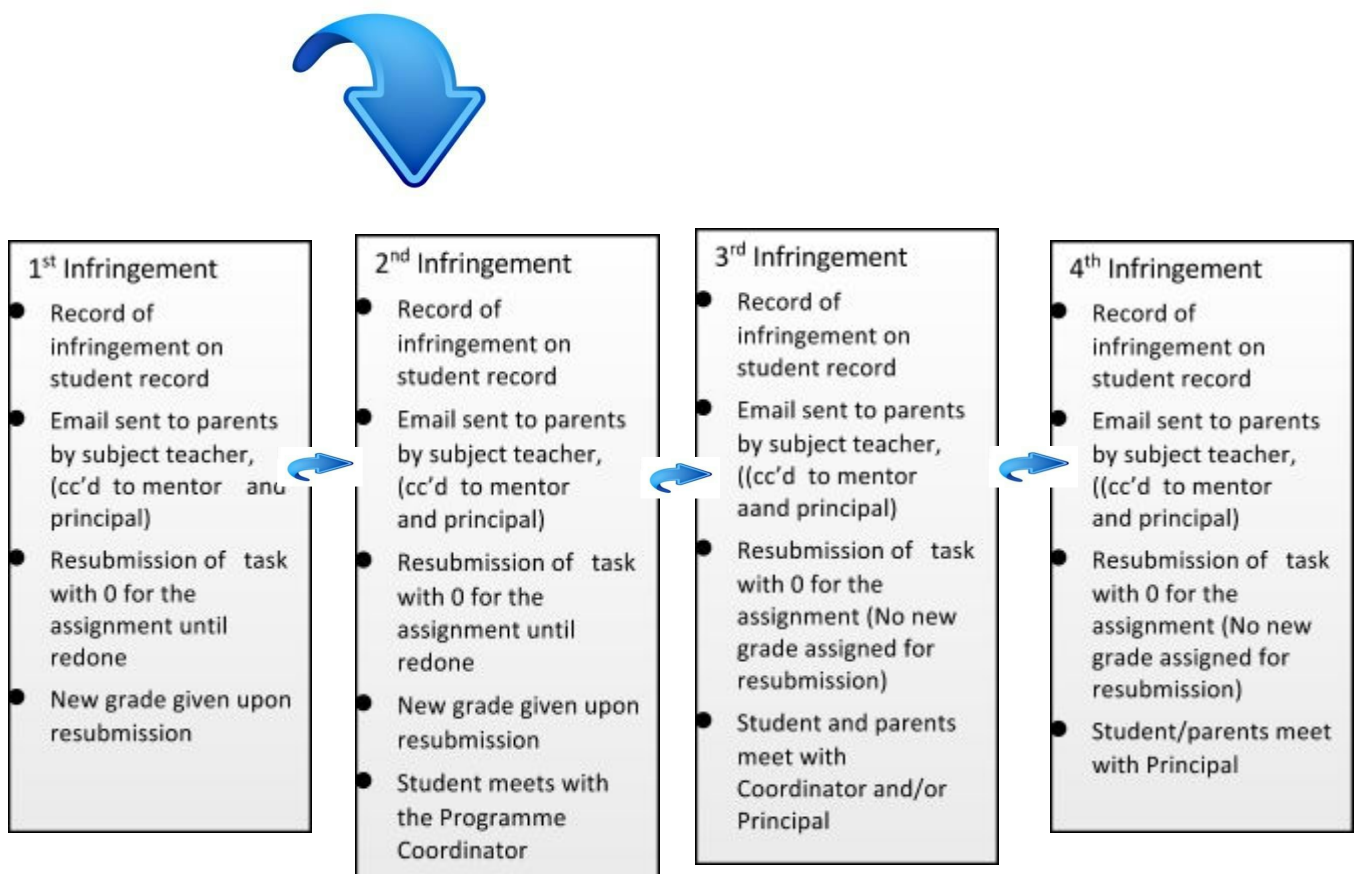 1st Infringement
● Record of
infringement on
student record
● Email sent to parents
by subject teacher,
(cc'd to mentor and
principal)
● Resubmission of task
with 0 for the
assignment until
redone
● New grade given upon
resubmission
2nd Infringement
● Record of
infringement on
student record
● Email sent to parents
by subject teacher,
(cc'd to mentor
and principal)
● Resubmission of task
with 0 for the
assignment until
redone
● New grade given upon
resubmission
● Student meets with
the Programme
Coordinator
3rd Infringement
● Record of
infringement on
student record
● Email sent to parents
by subject teacher,
((cc'd to mentor
aand principal)
● Resubmission of task
with 0 for the
assignment (No new
grade assigned for
resubmission)
● Student and parents
meet with
Coordinator and/or
Principal
4th Infringement
● Record of
infringement on
student record
● Email sent to parents
by subject teacher,
((cc'd to mentor
and principal)
● Resubmission of task
with 0 for the
assignment (No new
grade assigned for
resubmission)
● Student/parents meet
with Principal